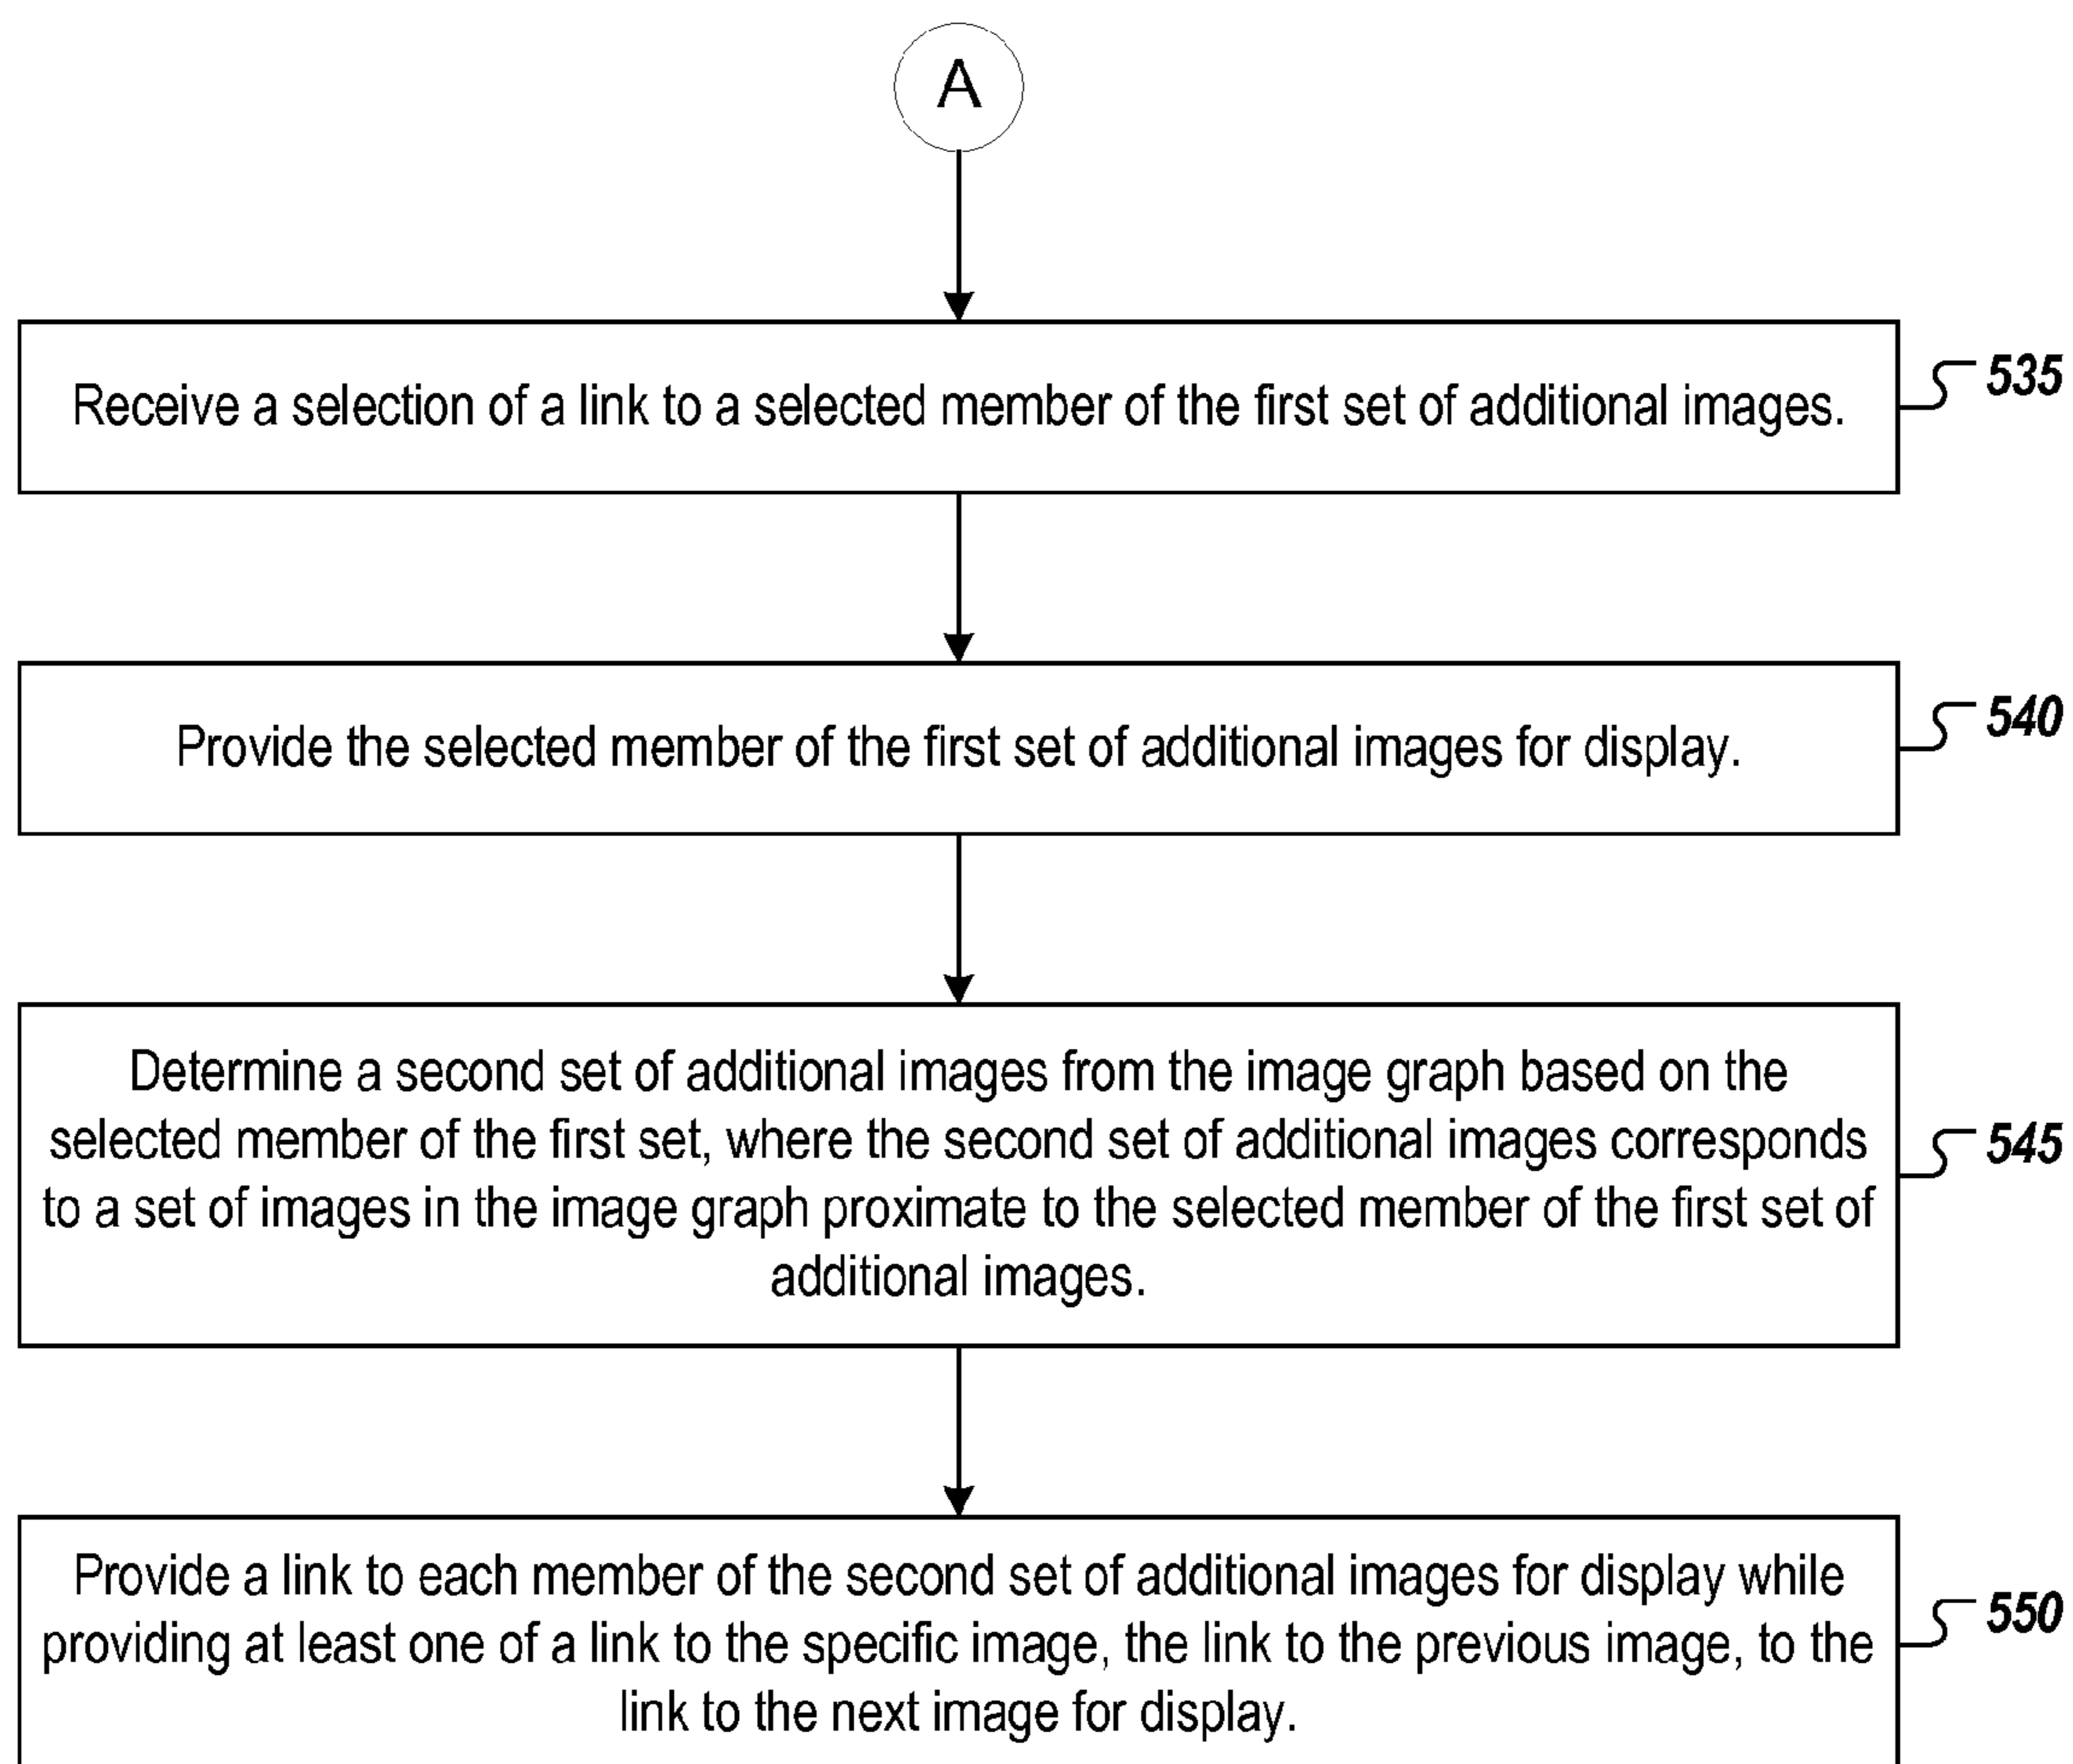 A
Receive a selection of a link to a selected member of the first set of additional images.
535
Provide the selected member of the first set of additional images for display.
540
Determine a second set of additional images from the image graph based on the
selected member of the first set, where the second set of additional images corresponds
to a set of images in the image graph proximate to the selected member of the first set of
additional images.
545
Provide a link to each member of the second set of additional images for display while
providing at least one of a link to the specific image, the link to the previous image, to the
link to the next image for display.
550